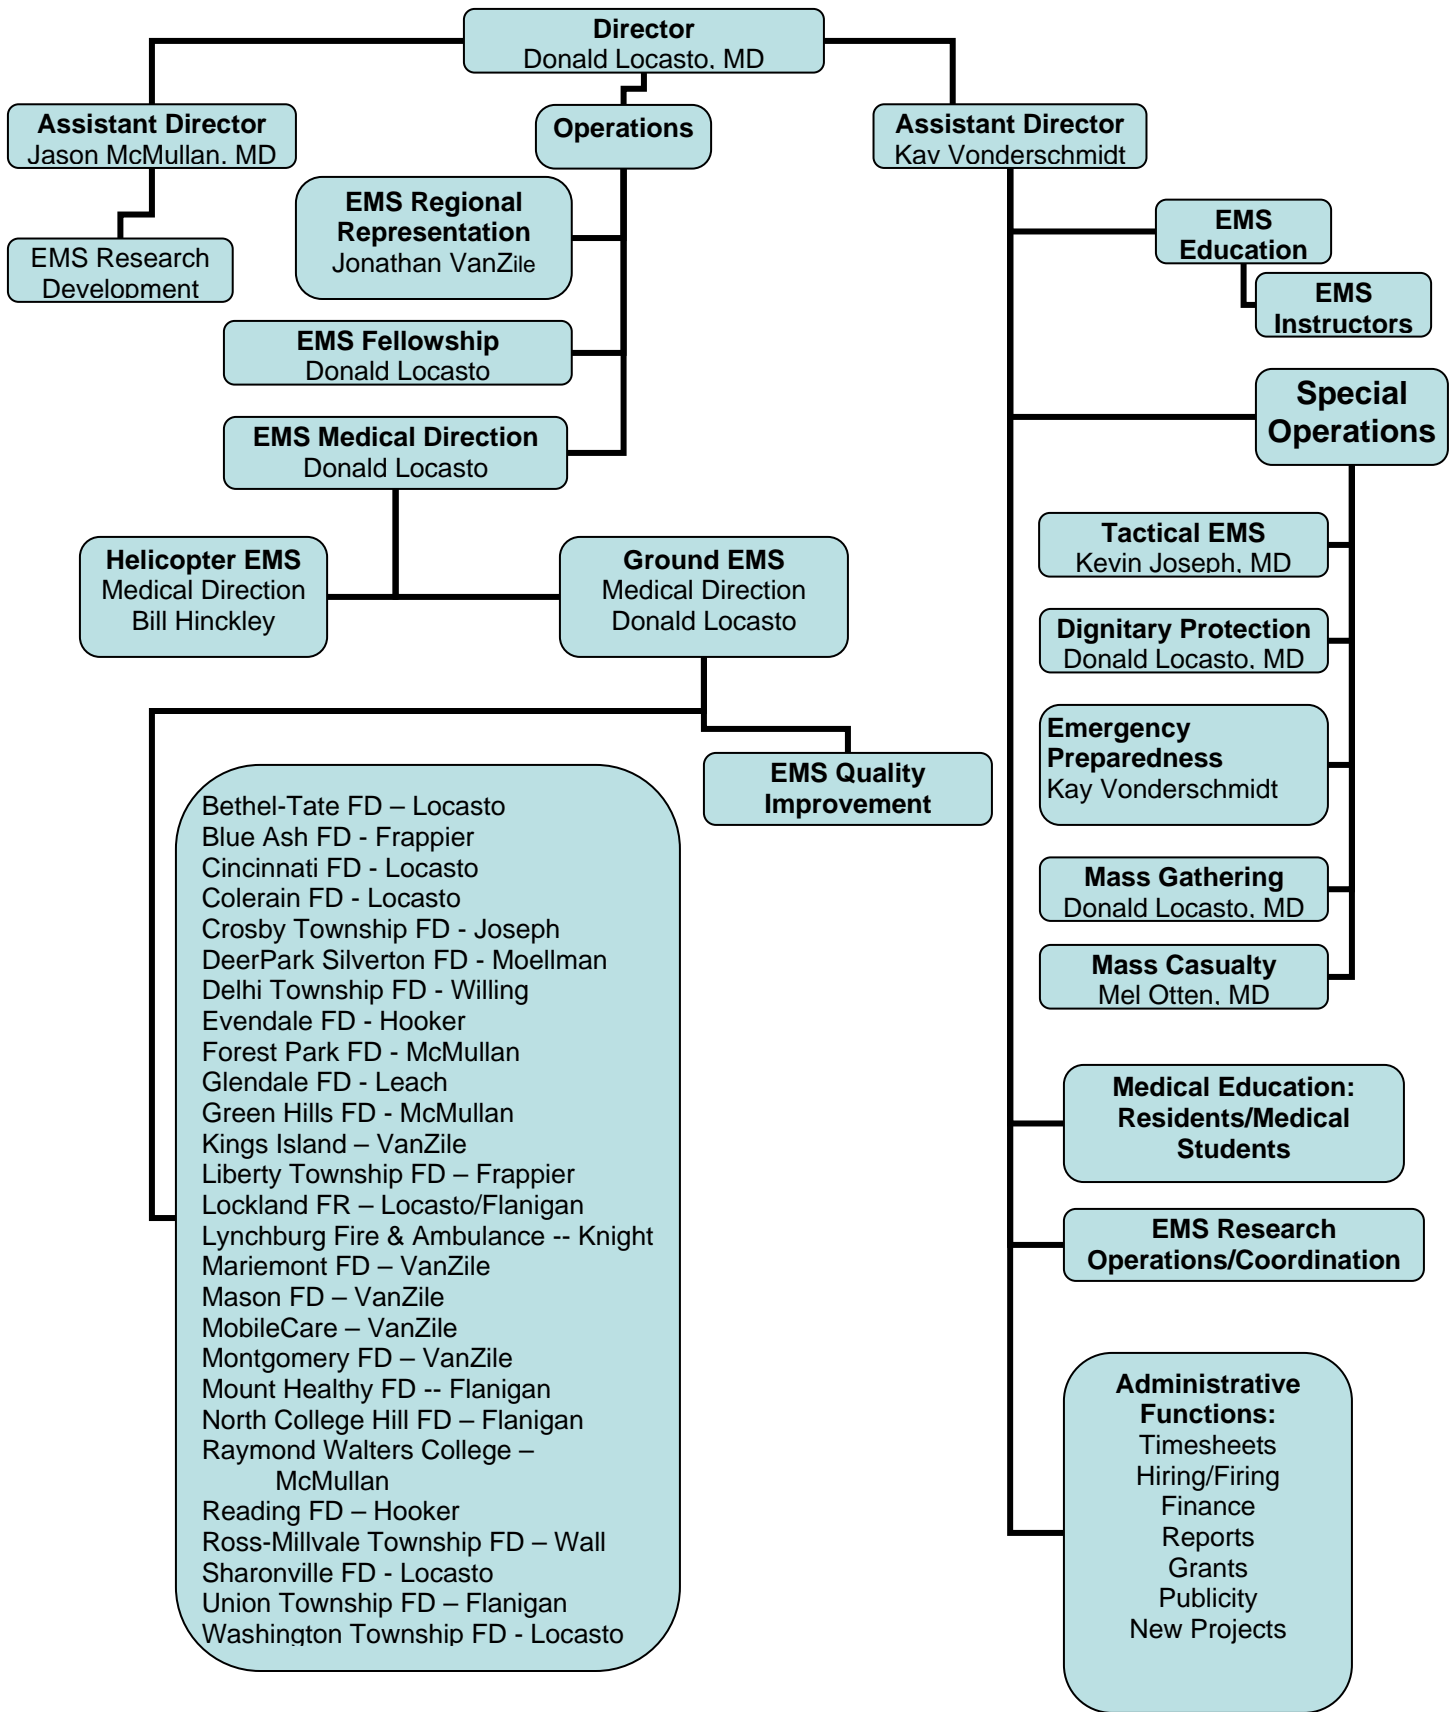 Director
Donald Locasto, MD
Assistant Director
Jason McMullan, MD
Operations
Assistant Director
Kay Vonderschmidt
EMS Research
Development
EMS Regional
Representation
Jonathan VanZile
EMS Fellowship
Donald Locasto
EMS Medical Direction
Donald Locasto
Helicopter EMS
Medical Direction
Bill Hinckley
Ground EMS
Medical Direction
Donald Locasto
EMS Quality
Improvement
Bethel-Tate FD – Locasto
Blue Ash FD - Frappier
Cincinnati FD - Locasto
Colerain FD - Locasto
Crosby Township FD - Joseph
DeerPark Silverton FD - Moellman
Delhi Township FD - Willing
Evendale FD - Hooker
Forest Park FD - McMullan
Glendale FD - Leach
Green Hills FD - McMullan
Kings Island – VanZile
Liberty Township FD – Frappier
Lockland FR – Locasto/Flanigan
Lynchburg Fire & Ambulance -- Knight
Mariemont FD – VanZile
Mason FD – VanZile
MobileCare – VanZile
Montgomery FD – VanZile
Mount Healthy FD -- Flanigan
North College Hill FD – Flanigan
Raymond Walters College –
McMullan
Reading FD – Hooker
Ross-Millvale Township FD – Wall
Sharonville FD - Locasto
Union Township FD – Flanigan
Washington Township FD - Locasto
EMS
Education
EMS
Instructors
Special
Operations
Tactical EMS
Kevin Joseph, MD
Dignitary Protection
Donald Locasto, MD
Emergency
Preparedness
Kay Vonderschmidt
Mass Gathering
Donald Locasto, MD
Mass Casualty
Mel Otten, MD
Medical Education:
Residents/Medical
Students
EMS Research
Operations/Coordination
Administrative
Functions:
Timesheets
Hiring/Firing
Finance
Reports
Grants
Publicity
New Projects